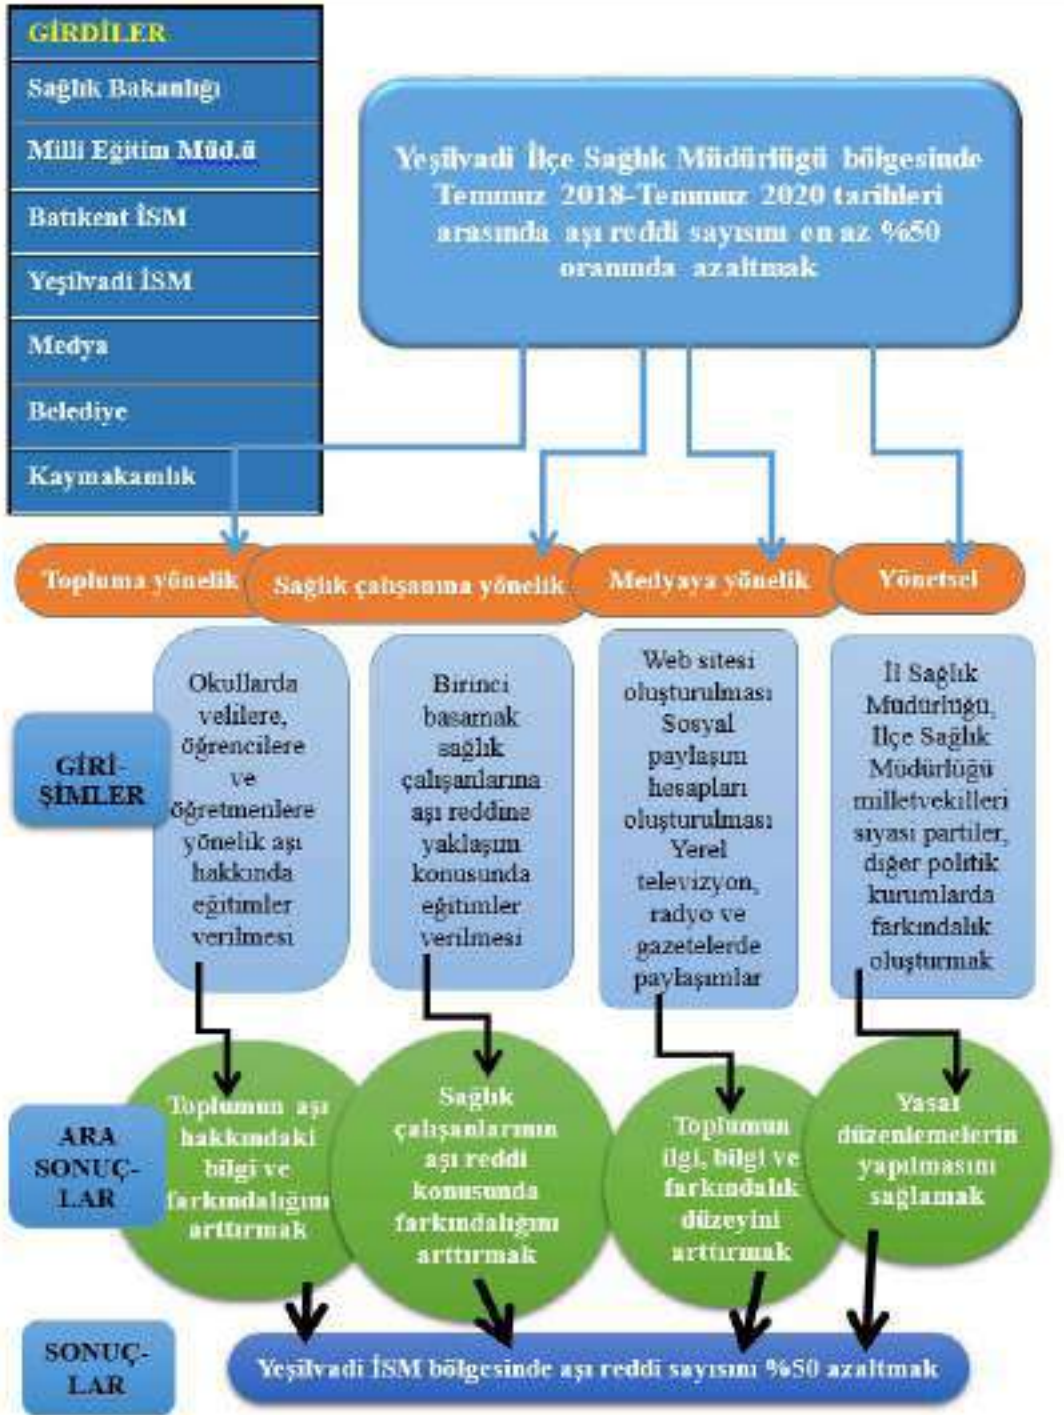 GİRDİLER
Sağlık Bakanlığı
Milli Eğitim Müd.ü
Batıkent İSM
Yeşilvadi İSM
Medya
Belediye
Kaymakamlık
Yeşilvadi İlçe Sağlık Müdürlüğü bölgesinde
Temmuz 2018-Temmuz 2020 tarihleri
arasında aşı reddi sayısını en az %50
oranında azaltmak
Topluma yönelik
Sağlık çalışanına yönelik
Medyaya yönelik
Yönetsel
GİRİ-
ŞİMLER
Okullarda
velilere,
öğrencilere
ve
öğretmenlere
yönelik aşı
hakkında
eğitimler
verilmesi
Birinci
basamak
sağlık
çalışanlarına
aşı reddine
yaklaşım
konusunda
eğitimler
verilmesi
Web sitesi
oluşturulması
Sosyal
paylaşım
hesapları
oluşturulması
Yerel
televizyon,
radyo ve
gazetelerde
paylaşımlar
İl Sağlık
Müdürlüğü,
İlçe Sağlık
Müdürlüğü
milletvekilleri
siyası partiler,
diğer politik
kurumlarda
farkındalık
oluşturmak
ARA
SONUÇ-
LAR
Toplumun aşı
hakkındaki
bilgi ve
farkındalığını
arttırmak
Sağlık
çalışanlarının
aşı reddi
konusunda
farkındalığını
arttırmak
Toplumun
ilgi, bilgi ve
farkındalık
düzeyini
arttırmak
Yasal
düzenlemelerin
yapılmasını
sağlamak
SONUÇ-
LAR
Yeşilvadi İSM bölgesinde aşı reddi sayısını %50 azaltmak